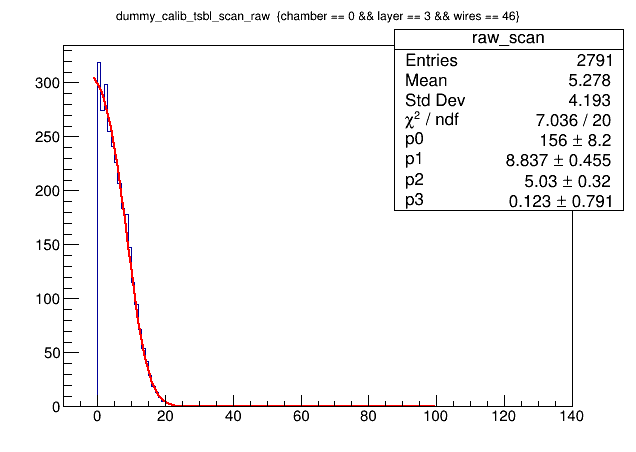 dummy_calib_tsbl_scan_raw {chamber == 0 && layer == 3 && wires == 46}
raw_scan
Entries 2791
Mean 5.278
Std Dev 4.193
χ² / ndf 7.036 / 20
p0 156 ± 8.2
p1 8.837 ± 0.455
p2 5.03 ± 0.32
p3 0.123 ± 0.791
300
250
200
150
100
50
0
0 20 40 60 80 100 120 140